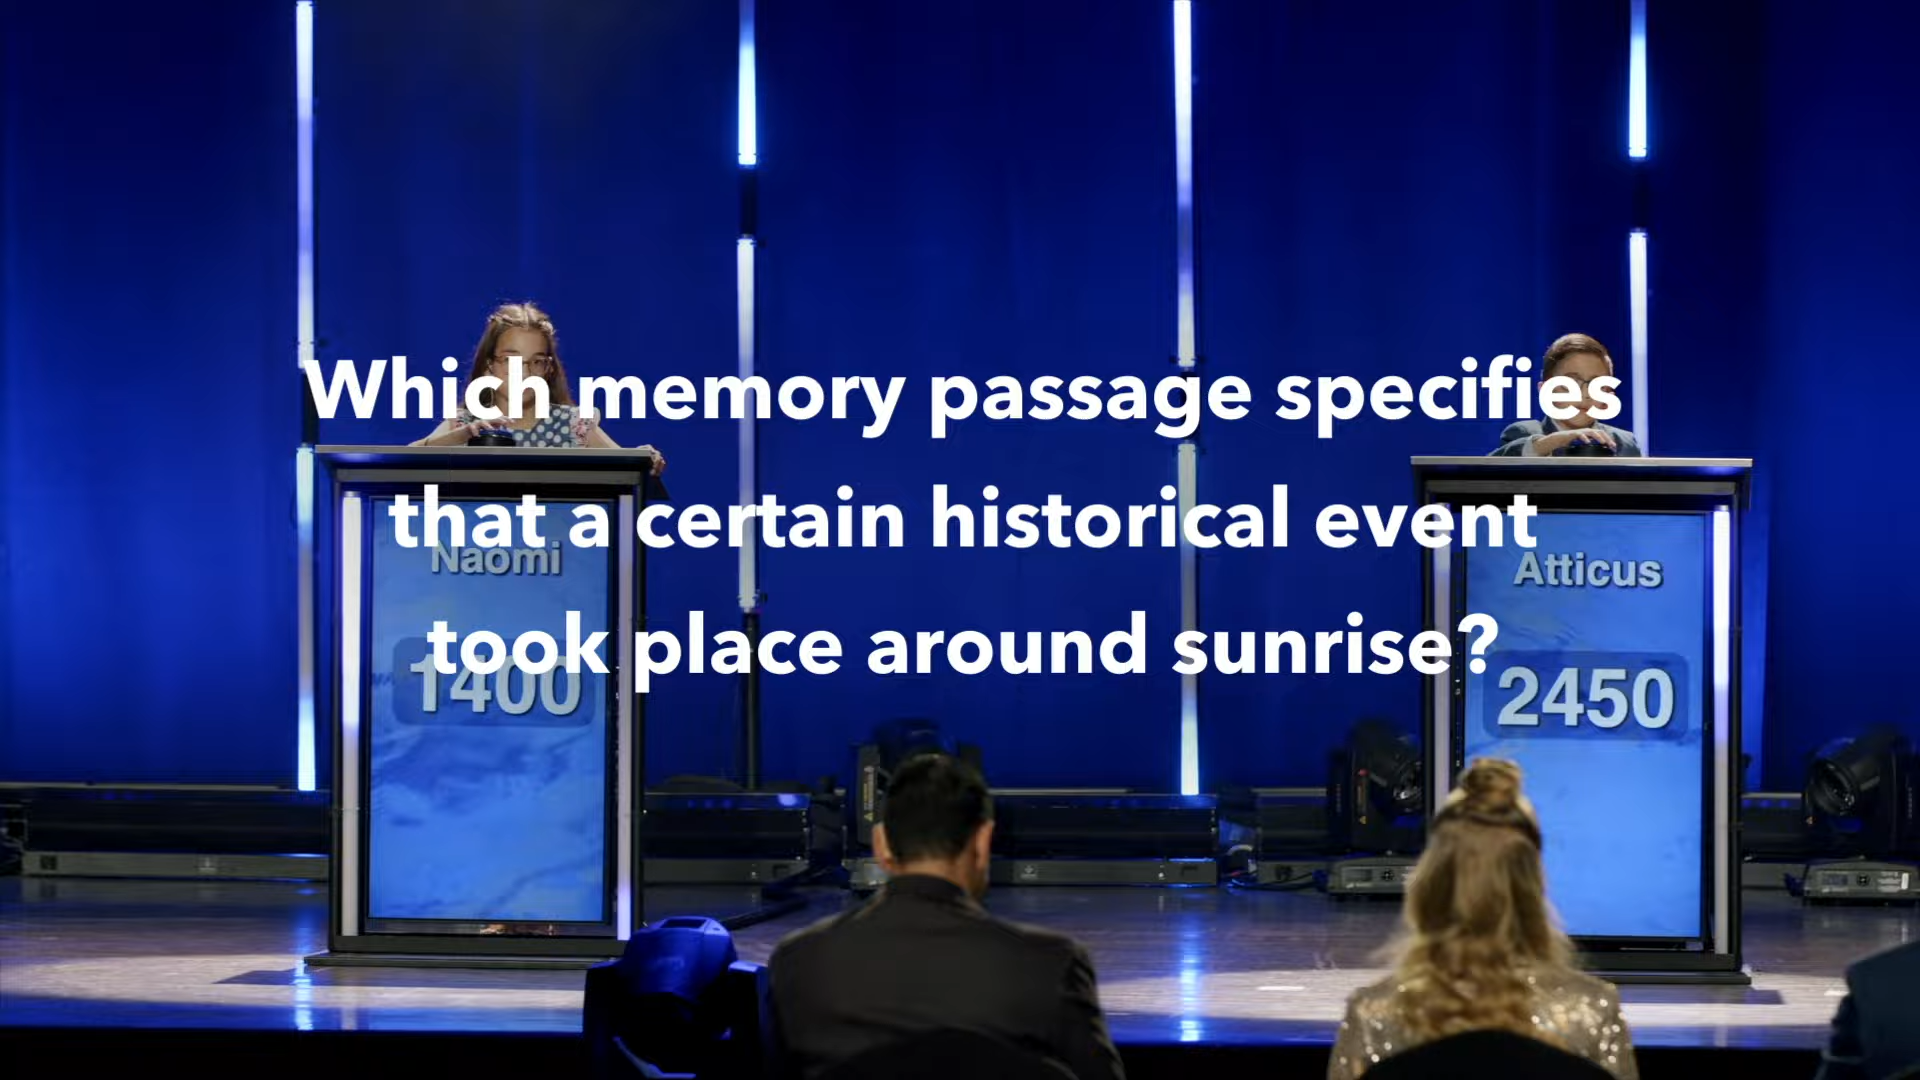 Which memory passage specifies
that a certain historical event
took place around sunrise?
Naomi
1400
Atticus
2450